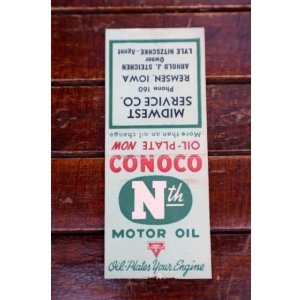 MIDWEST
SERVICE CO.
Phone 160
REMSEN, IOWA
ARNOLD J. STEICHEN
Owner
LYLE NITZSCHKE - Agent
More than an oil change
OIL-PLATE NOW
CONOCO
Nth
MOTOR OIL
CONOCO
Oil-Plates Your Engine